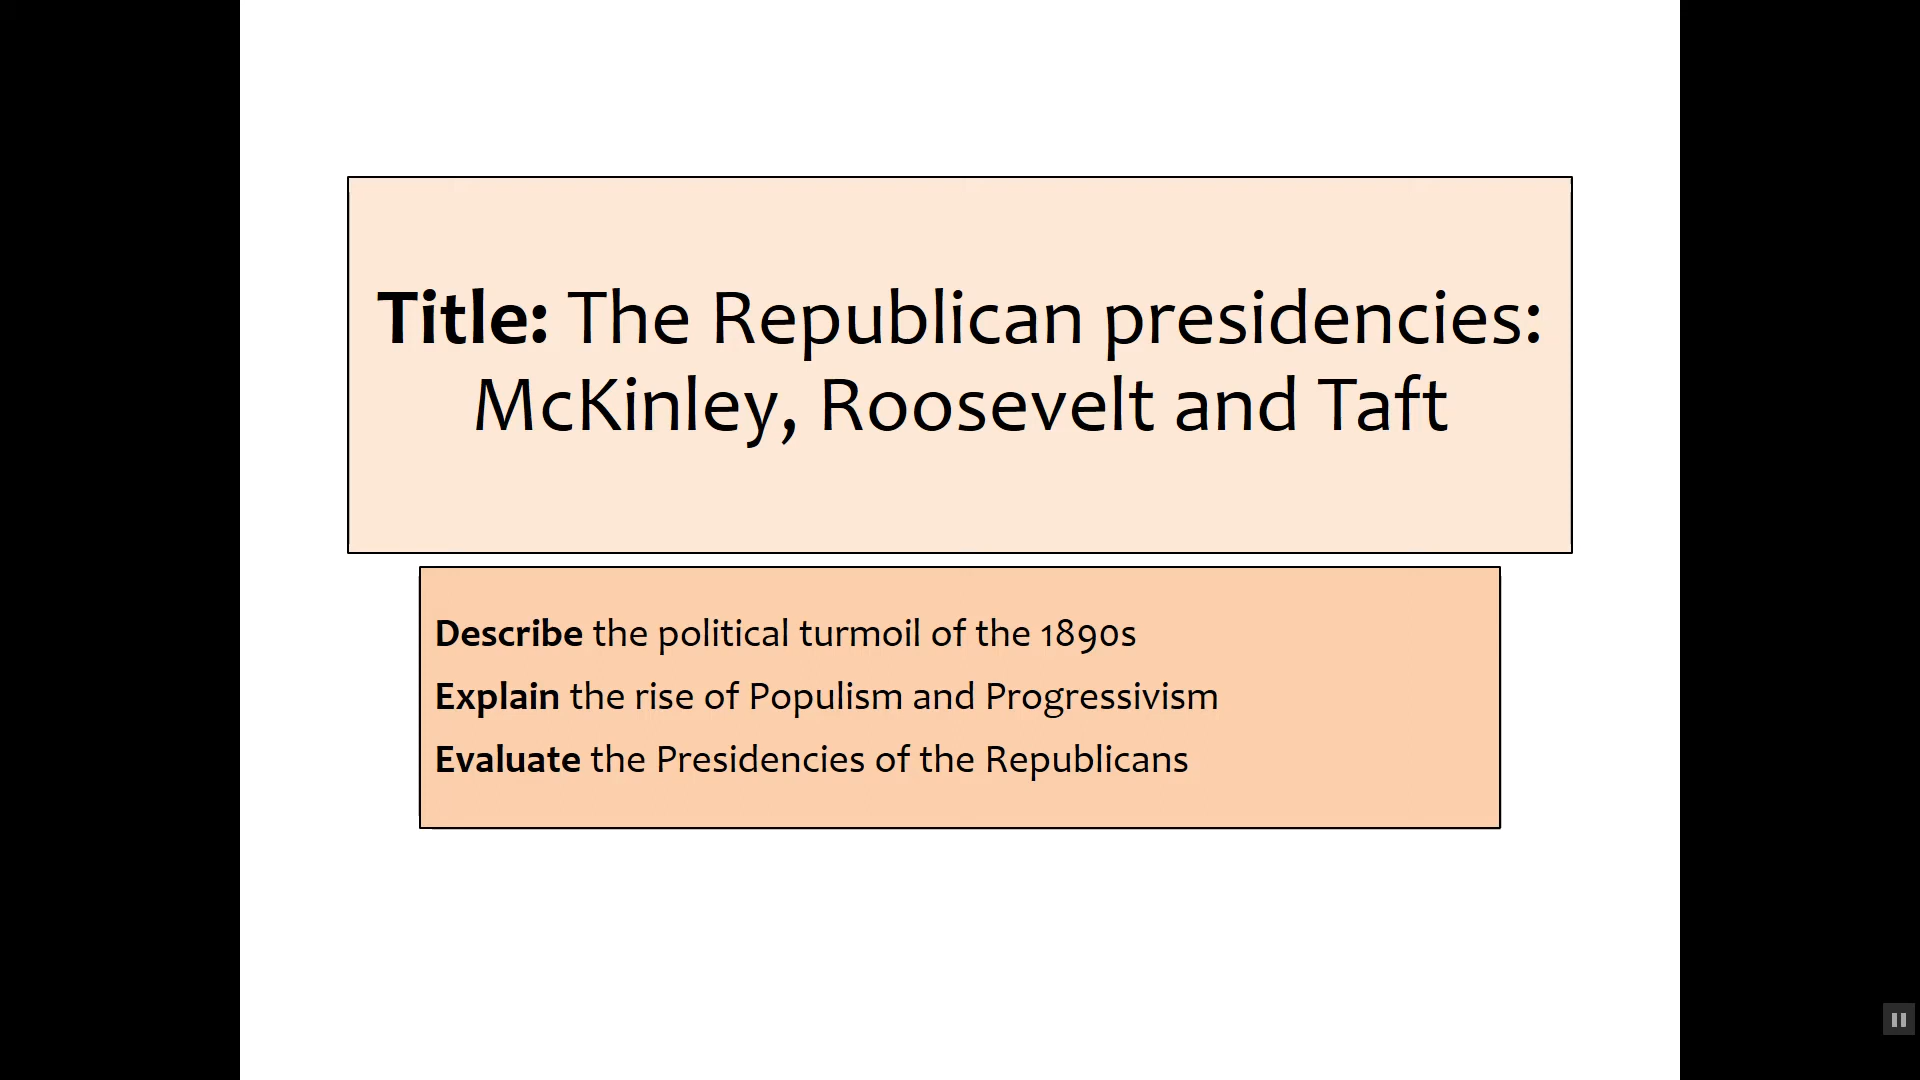 Title: The Republican presidencies:
McKinley, Roosevelt and Taft
Describe the political turmoil of the 1890s
Explain the rise of Populism and Progressivism
Evaluate the Presidencies of the Republicans